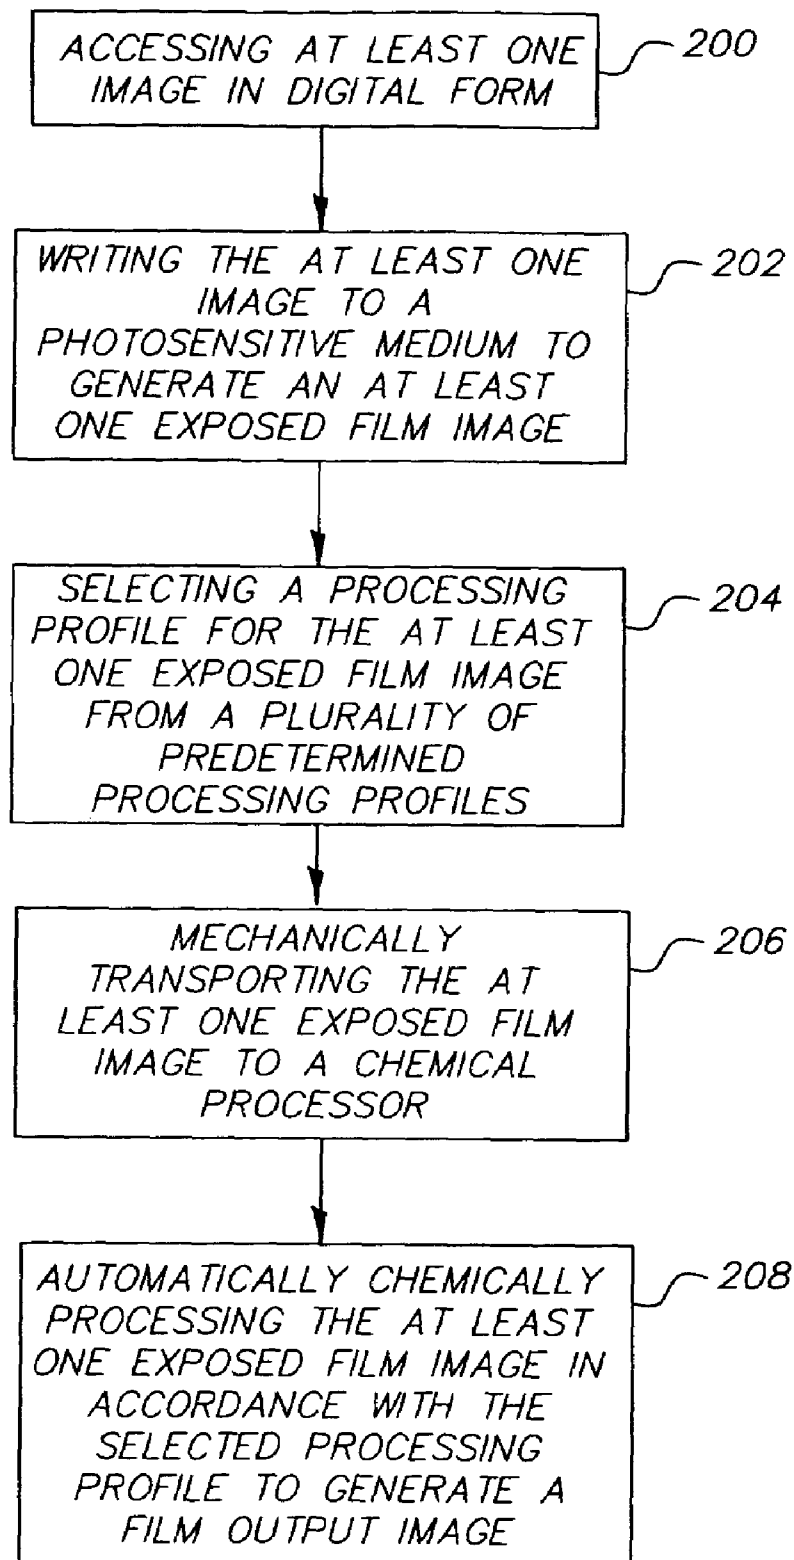 ACCESSING AT LEAST ONE
IMAGE IN DIGITAL FORM
200
WRITING THE AT LEAST ONE
IMAGE TO A
PHOTOSENSITIVE MEDIUM TO
GENERATE AN AT LEAST
ONE EXPOSED FILM IMAGE
202
SELECTING A PROCESSING
PROFILE FOR THE AT LEAST
ONE EXPOSED FILM IMAGE
FROM A PLURALITY OF
PREDETERMINED
PROCESSING PROFILES
204
MECHANICALLY
TRANSPORTING THE AT
LEAST ONE EXPOSED FILM
IMAGE TO A CHEMICAL
PROCESSOR
206
AUTOMATICALLY CHEMICALLY
PROCESSING THE AT LEAST
ONE EXPOSED FILM IMAGE IN
ACCORDANCE WITH THE
SELECTED PROCESSING
PROFILE TO GENERATE A
FILM OUTPUT IMAGE
208